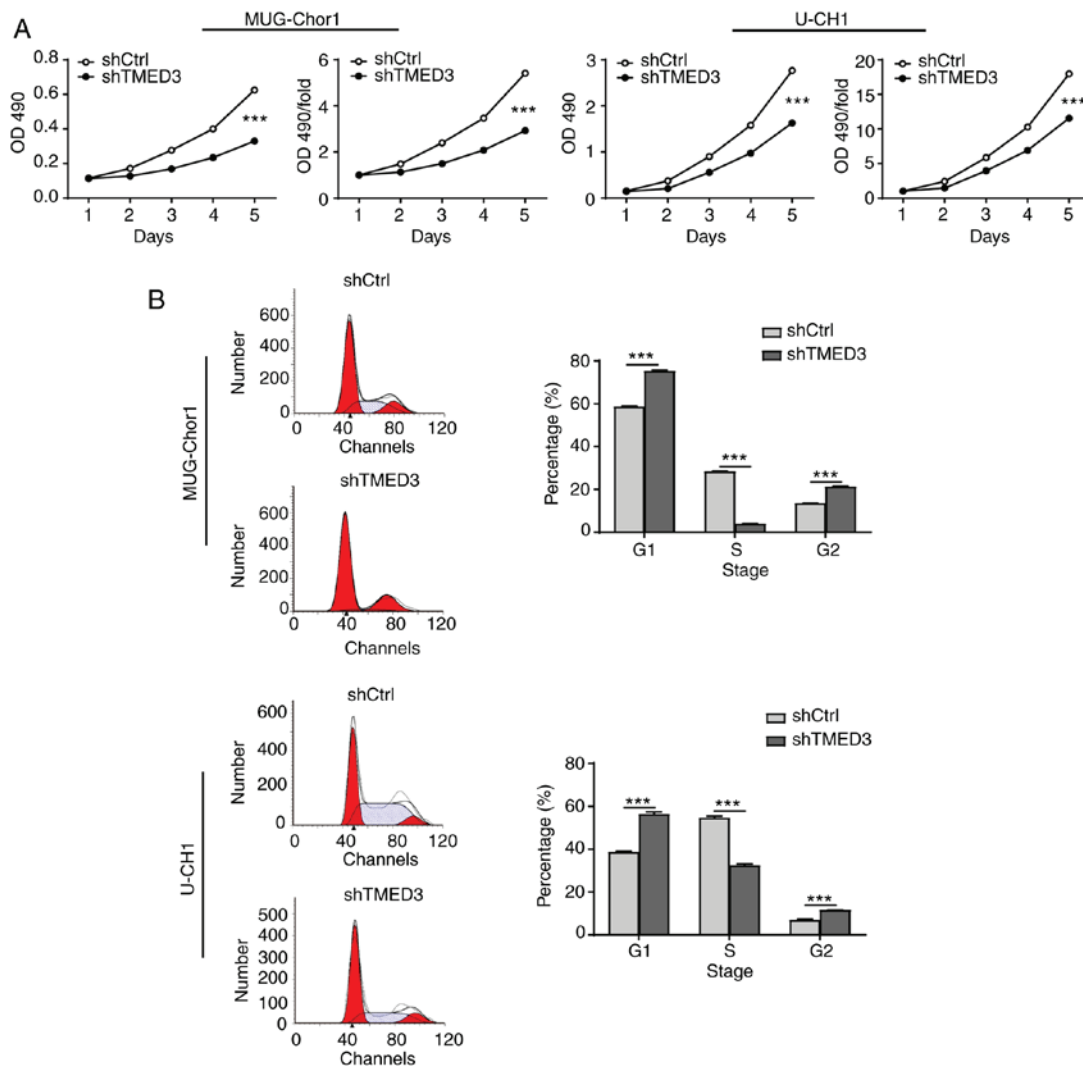 A
MUG-Chor1
U-CH1
shCtrl
shTMED3
OD 490
0.8
0.6
0.4
0.2
0.0
1 2 3 4 5
Days
***
shCtrl
shTMED3
OD 490/fold
6
4
2
0
1 2 3 4 5
Days
***
shCtrl
shTMED3
OD 490
3
2
1
0
1 2 3 4 5
Days
***
shCtrl
shTMED3
OD 490/fold
20
15
10
5
0
1 2 3 4 5
Days
***
B
MUG-Chor1
shCtrl
Number
600
400
200
0
0 40 80 120
Channels
shTMED3
Number
600
400
200
0
0 40 80 120
Channels
shCtrl
shTMED3
Percentage (%)
80
60
40
20
0
*** *** ***
G1 S G2
Stage
U-CH1
shCtrl
Number
600
400
200
0
0 40 80 120
Channels
shTMED3
Number
500
400
300
200
100
0
0 40 80 120
Channels
shCtrl
shTMED3
Percentage (%)
80
60
40
20
0
*** *** ***
G1 S G2
Stage